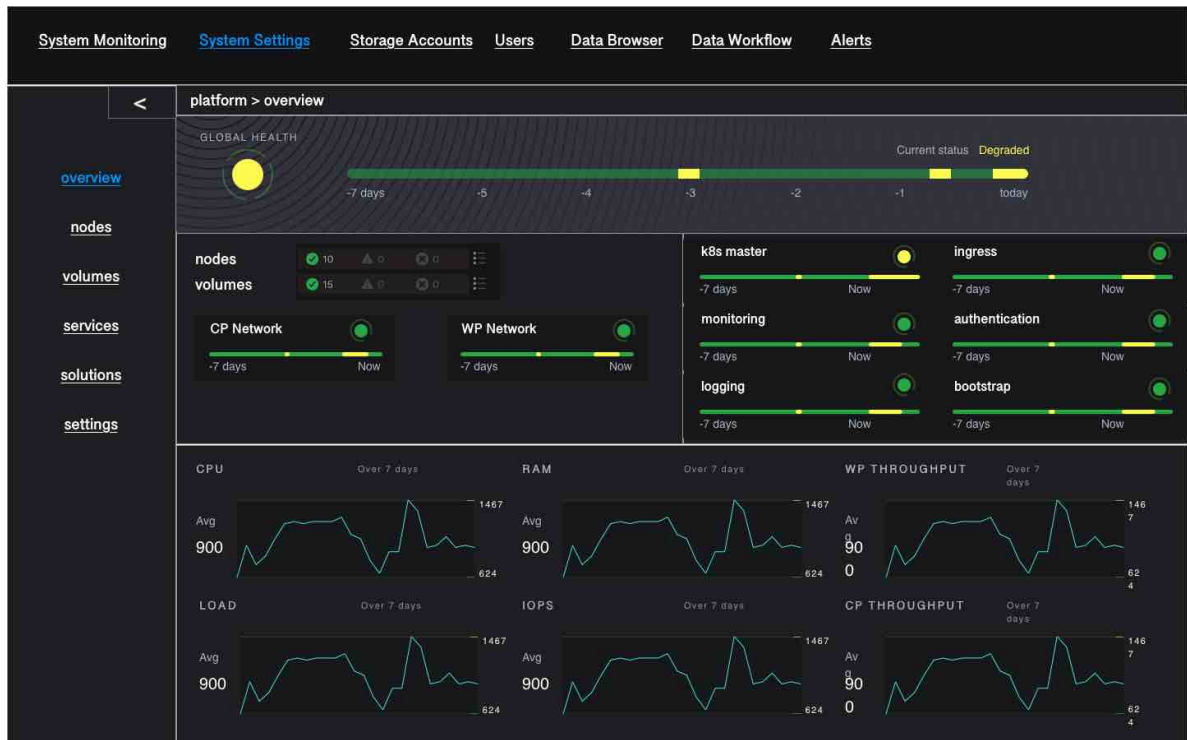 System Monitoring System Settings Storage Accounts Users Data Browser Data Workflow Alerts
<
platform > overview
overview
nodes
volumes
services
solutions
settings
GLOBAL HEALTH
Current status Degraded
-7 days -5 -4 -3 -2 -1 today
nodes 10 0 0
volumes 15 0 0
CP Network
-7 days Now
WP Network
-7 days Now
k8s master
-7 days Now
ingress
-7 days Now
monitoring
-7 days Now
authentication
-7 days Now
logging
-7 days Now
bootstrap
-7 days Now
CPU Over 7 days
1467
Avg
900
624
RAM Over 7 days
1467
Avg
900
624
WP THROUGHPUT Over 7
days
146
7
Av
g
90
0
62
4
LOAD Over 7 days
1467
Avg
900
624
IOPS Over 7 days
1467
Avg
900
624
CP THROUGHPUT Over 7
days
146
7
Av
g
90
0
62
4